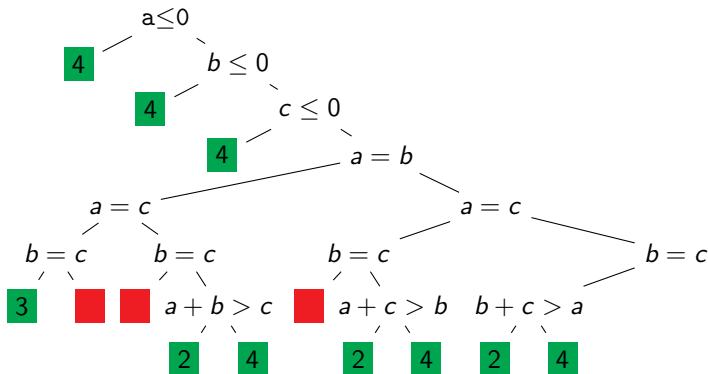 a≤0
4 b ≤ 0
4 c ≤ 0
4 a = b
a = c a = c
b = c b = c b = c b = c
3 a + b > c a + c > b b + c > a
2 4 2 4 2 4